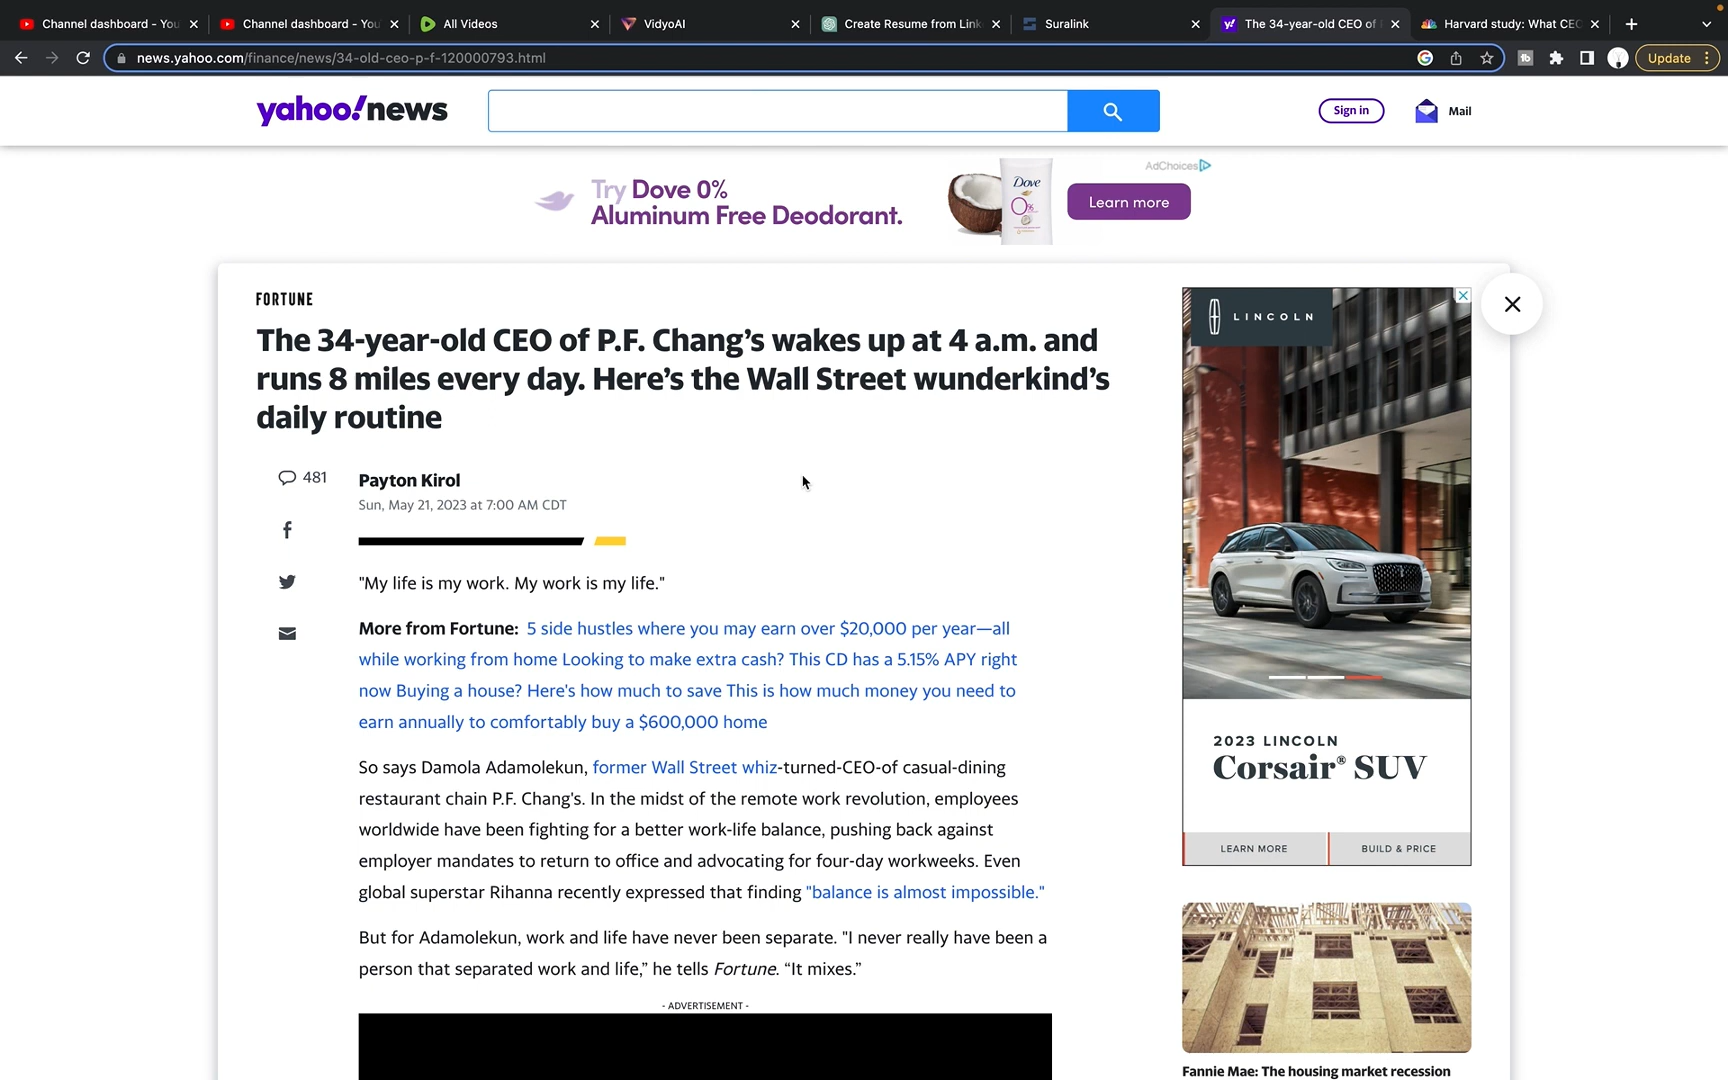 Channel dashboard - You
Channel dashboard - You
All Videos
VidyoAI
Create Resume from Link
Suralink
The 34-year-old CEO of
Harvard study: What CEO
news.yahoo.com/finance/news/34-old-ceo-p-f-120000793.html
Update
yahoo!news
Sign in
Mail
AdChoices
Try Dove 0%
Aluminum Free Deodorant.
Dove
0%
Learn more
FORTUNE
The 34-year-old CEO of P.F. Chang's wakes up at 4 a.m. and
runs 8 miles every day. Here's the Wall Street wunderkind's
daily routine
481
Payton Kirol
Sun, May 21, 2023 at 7:00 AM CDT
"My life is my work. My work is my life."
More from Fortune: 5 side hustles where you may earn over $20,000 per year—all
while working from home Looking to make extra cash? This CD has a 5.15% APY right
now Buying a house? Here's how much to save This is how much money you need to
earn annually to comfortably buy a $600,000 home
So says Damola Adamolekun, former Wall Street whiz-turned-CEO-of casual-dining
restaurant chain P.F. Chang's. In the midst of the remote work revolution, employees
worldwide have been fighting for a better work-life balance, pushing back against
employer mandates to return to office and advocating for four-day workweeks. Even
global superstar Rihanna recently expressed that finding "balance is almost impossible."
But for Adamolekun, work and life have never been separate. "I never really have been a
person that separated work and life," he tells Fortune. "It mixes."
- ADVERTISEMENT -
LINCOLN
2023 LINCOLN
Corsair® SUV
LEARN MORE
BUILD & PRICE
Fannie Mae: The housing market recession